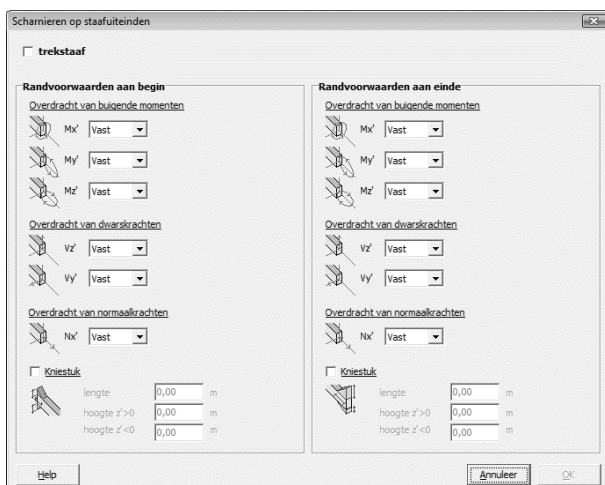 Scharnieren op staafuiteinden
trekstaaf
Randvoorwaarden aan begin
Overdracht van buigende momenten
Mx' Vast
My' Vast
Mz' Vast
Overdracht van dwarskrachten
Vz' Vast
Vy' Vast
Overdracht van normaalkrachten
Nx' Vast
Kniestuk
lengte 0,00 m
hoogte z'>0 0,00 m
hoogte z'<0 0,00 m
Randvoorwaarden aan einde
Overdracht van buigende momenten
Mx' Vast
My' Vast
Mz' Vast
Overdracht van dwarskrachten
Vz' Vast
Vy' Vast
Overdracht van normaalkrachten
Nx' Vast
Kniestuk
lengte 0,00 m
hoogte z'>0 0,00 m
hoogte z'<0 0,00 m
Help Annuleer OK